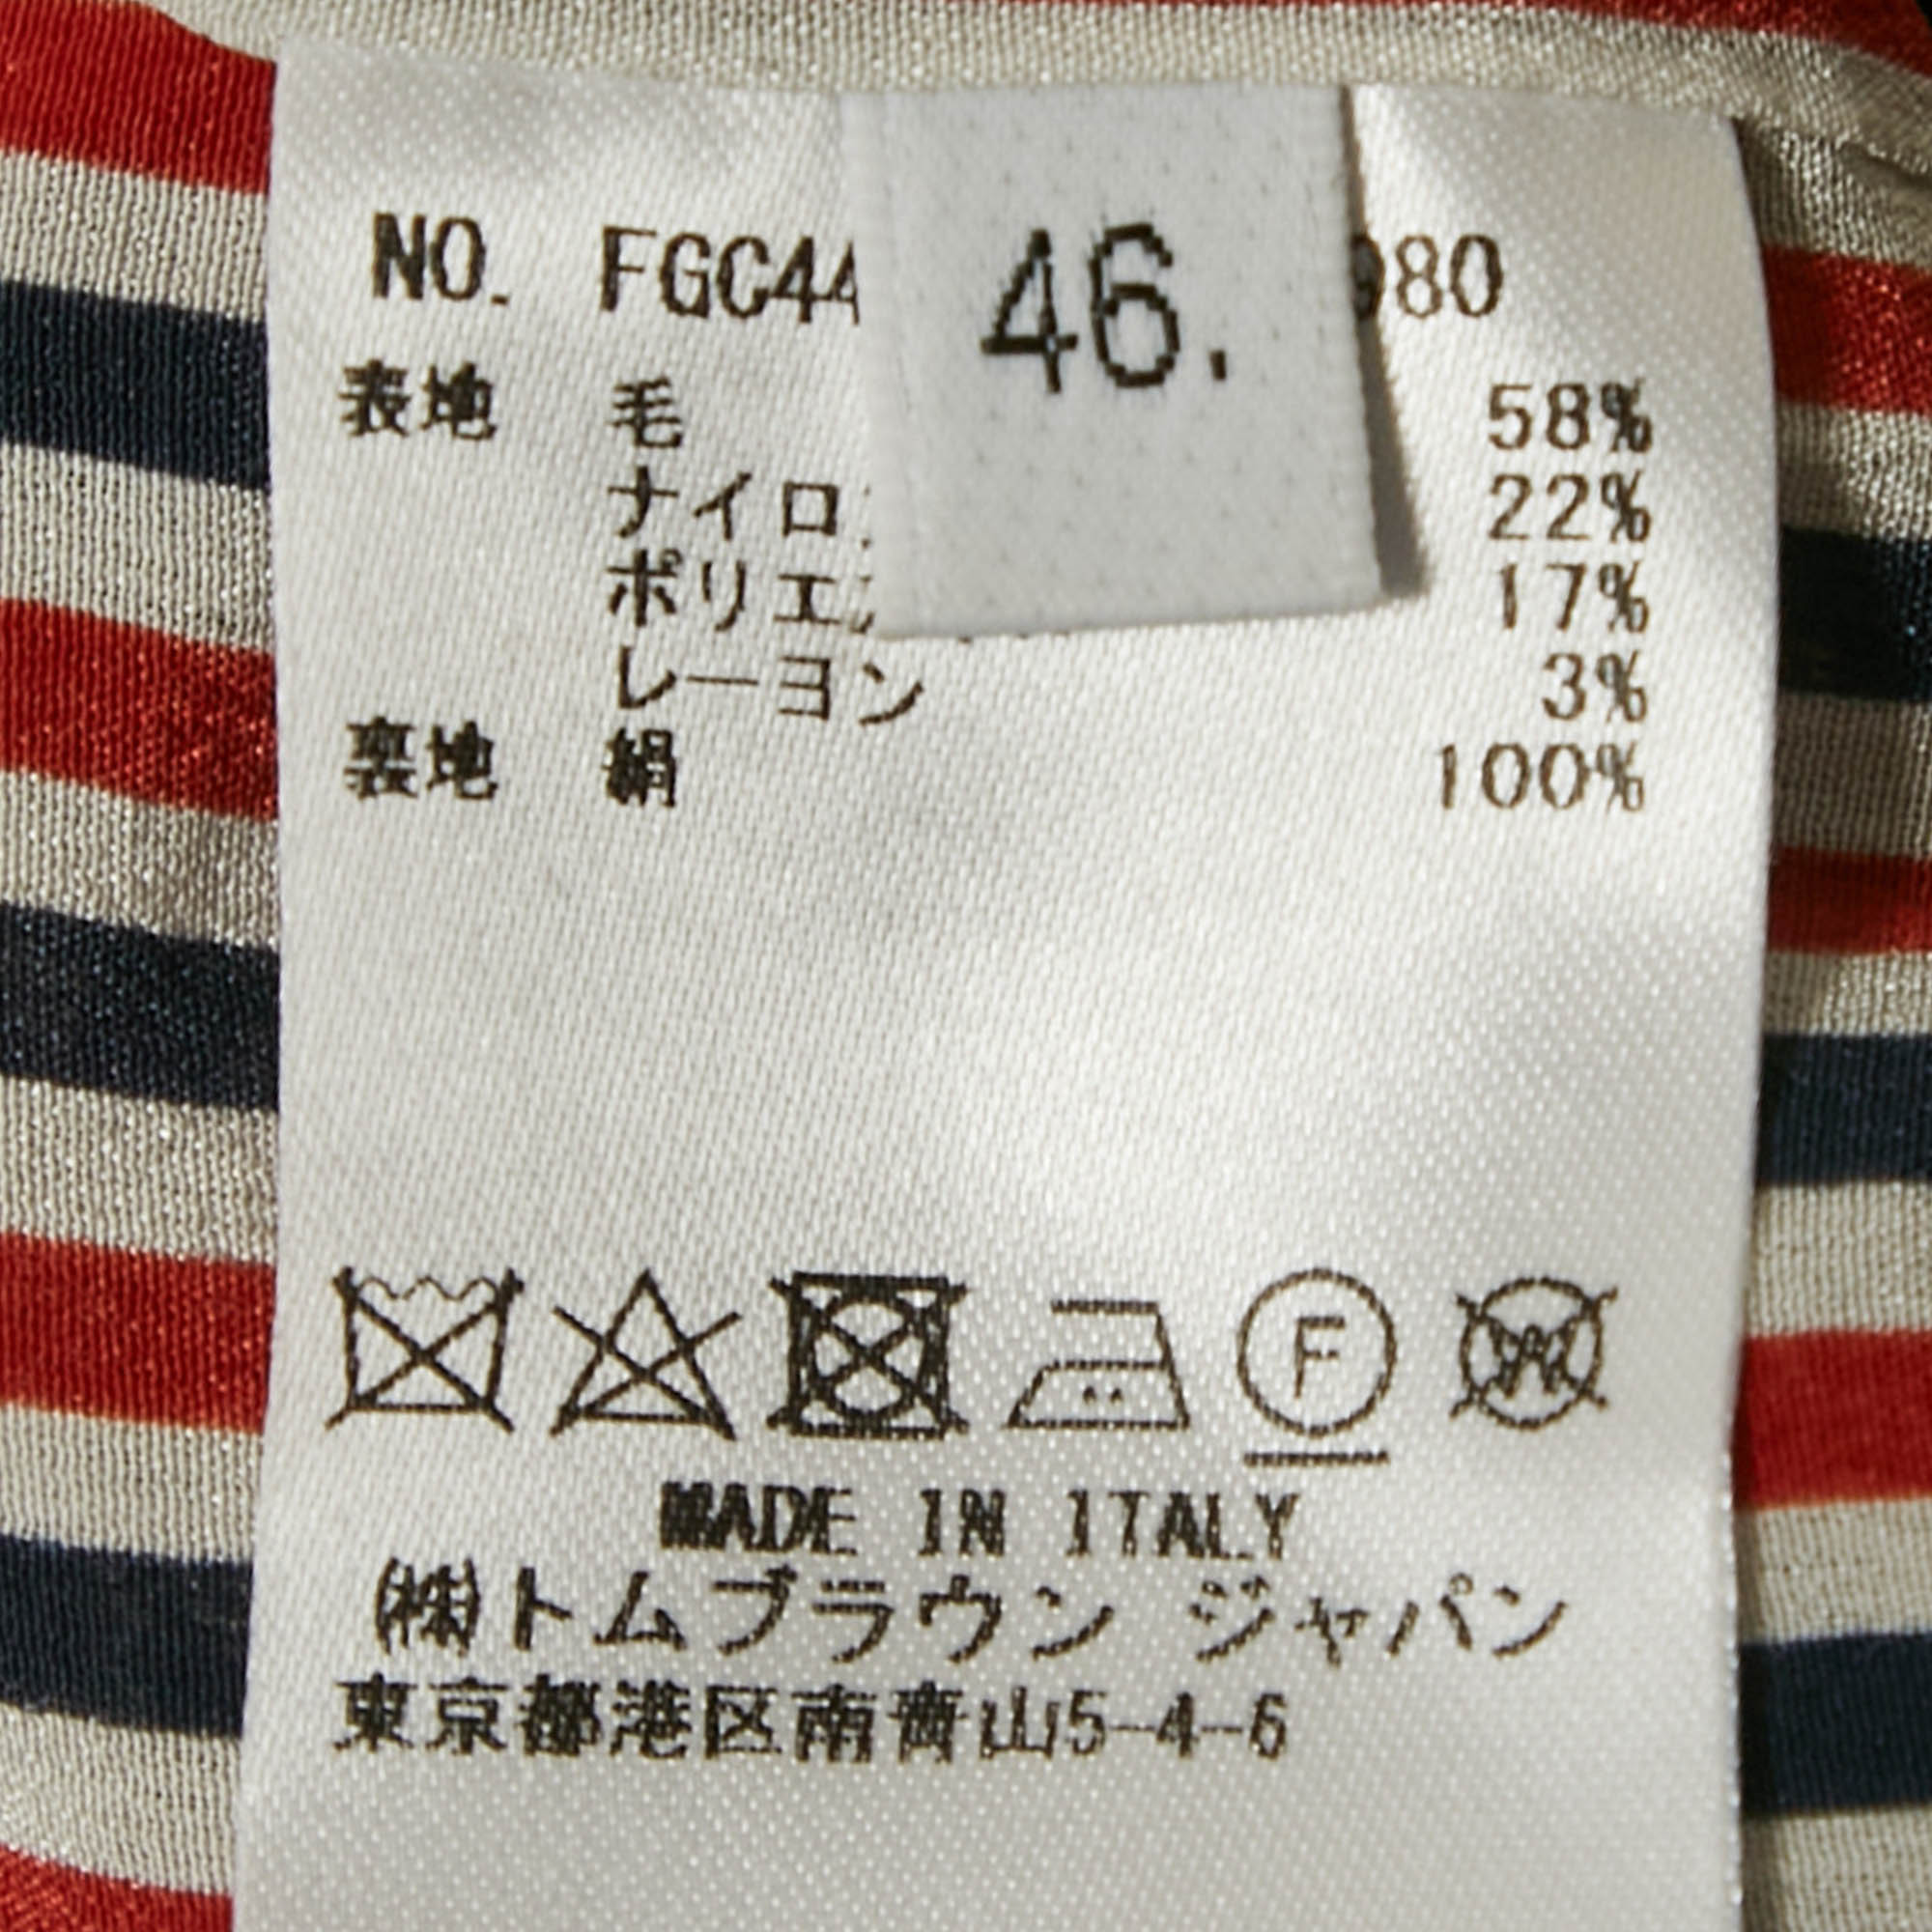 NO. FGC44 980
46.
表地 毛 58%
ナイロ 22%
ポリエ 17%
レーヨン 3%
裏地 絹 100%
F W
MADE IN ITALY
(株)トムブラウン ジャパン
東京都港区南青山5-4-6